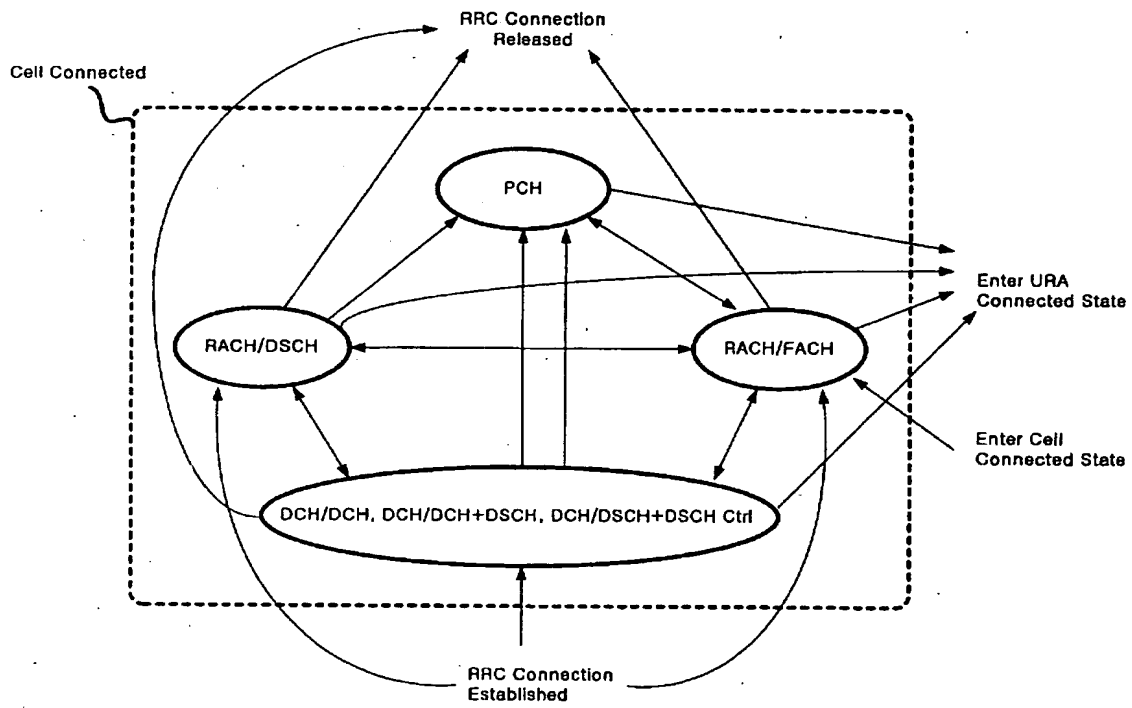 RRC Connection
Released
Cell Connected
PCH
Enter URA
Connected State
RACH/DSCH
RACH/FACH
Enter Cell
Connected State
DCH/DCH, DCH/DCH+DSCH, DCH/DSCH+DSCH Ctrl
RRC Connection
Established